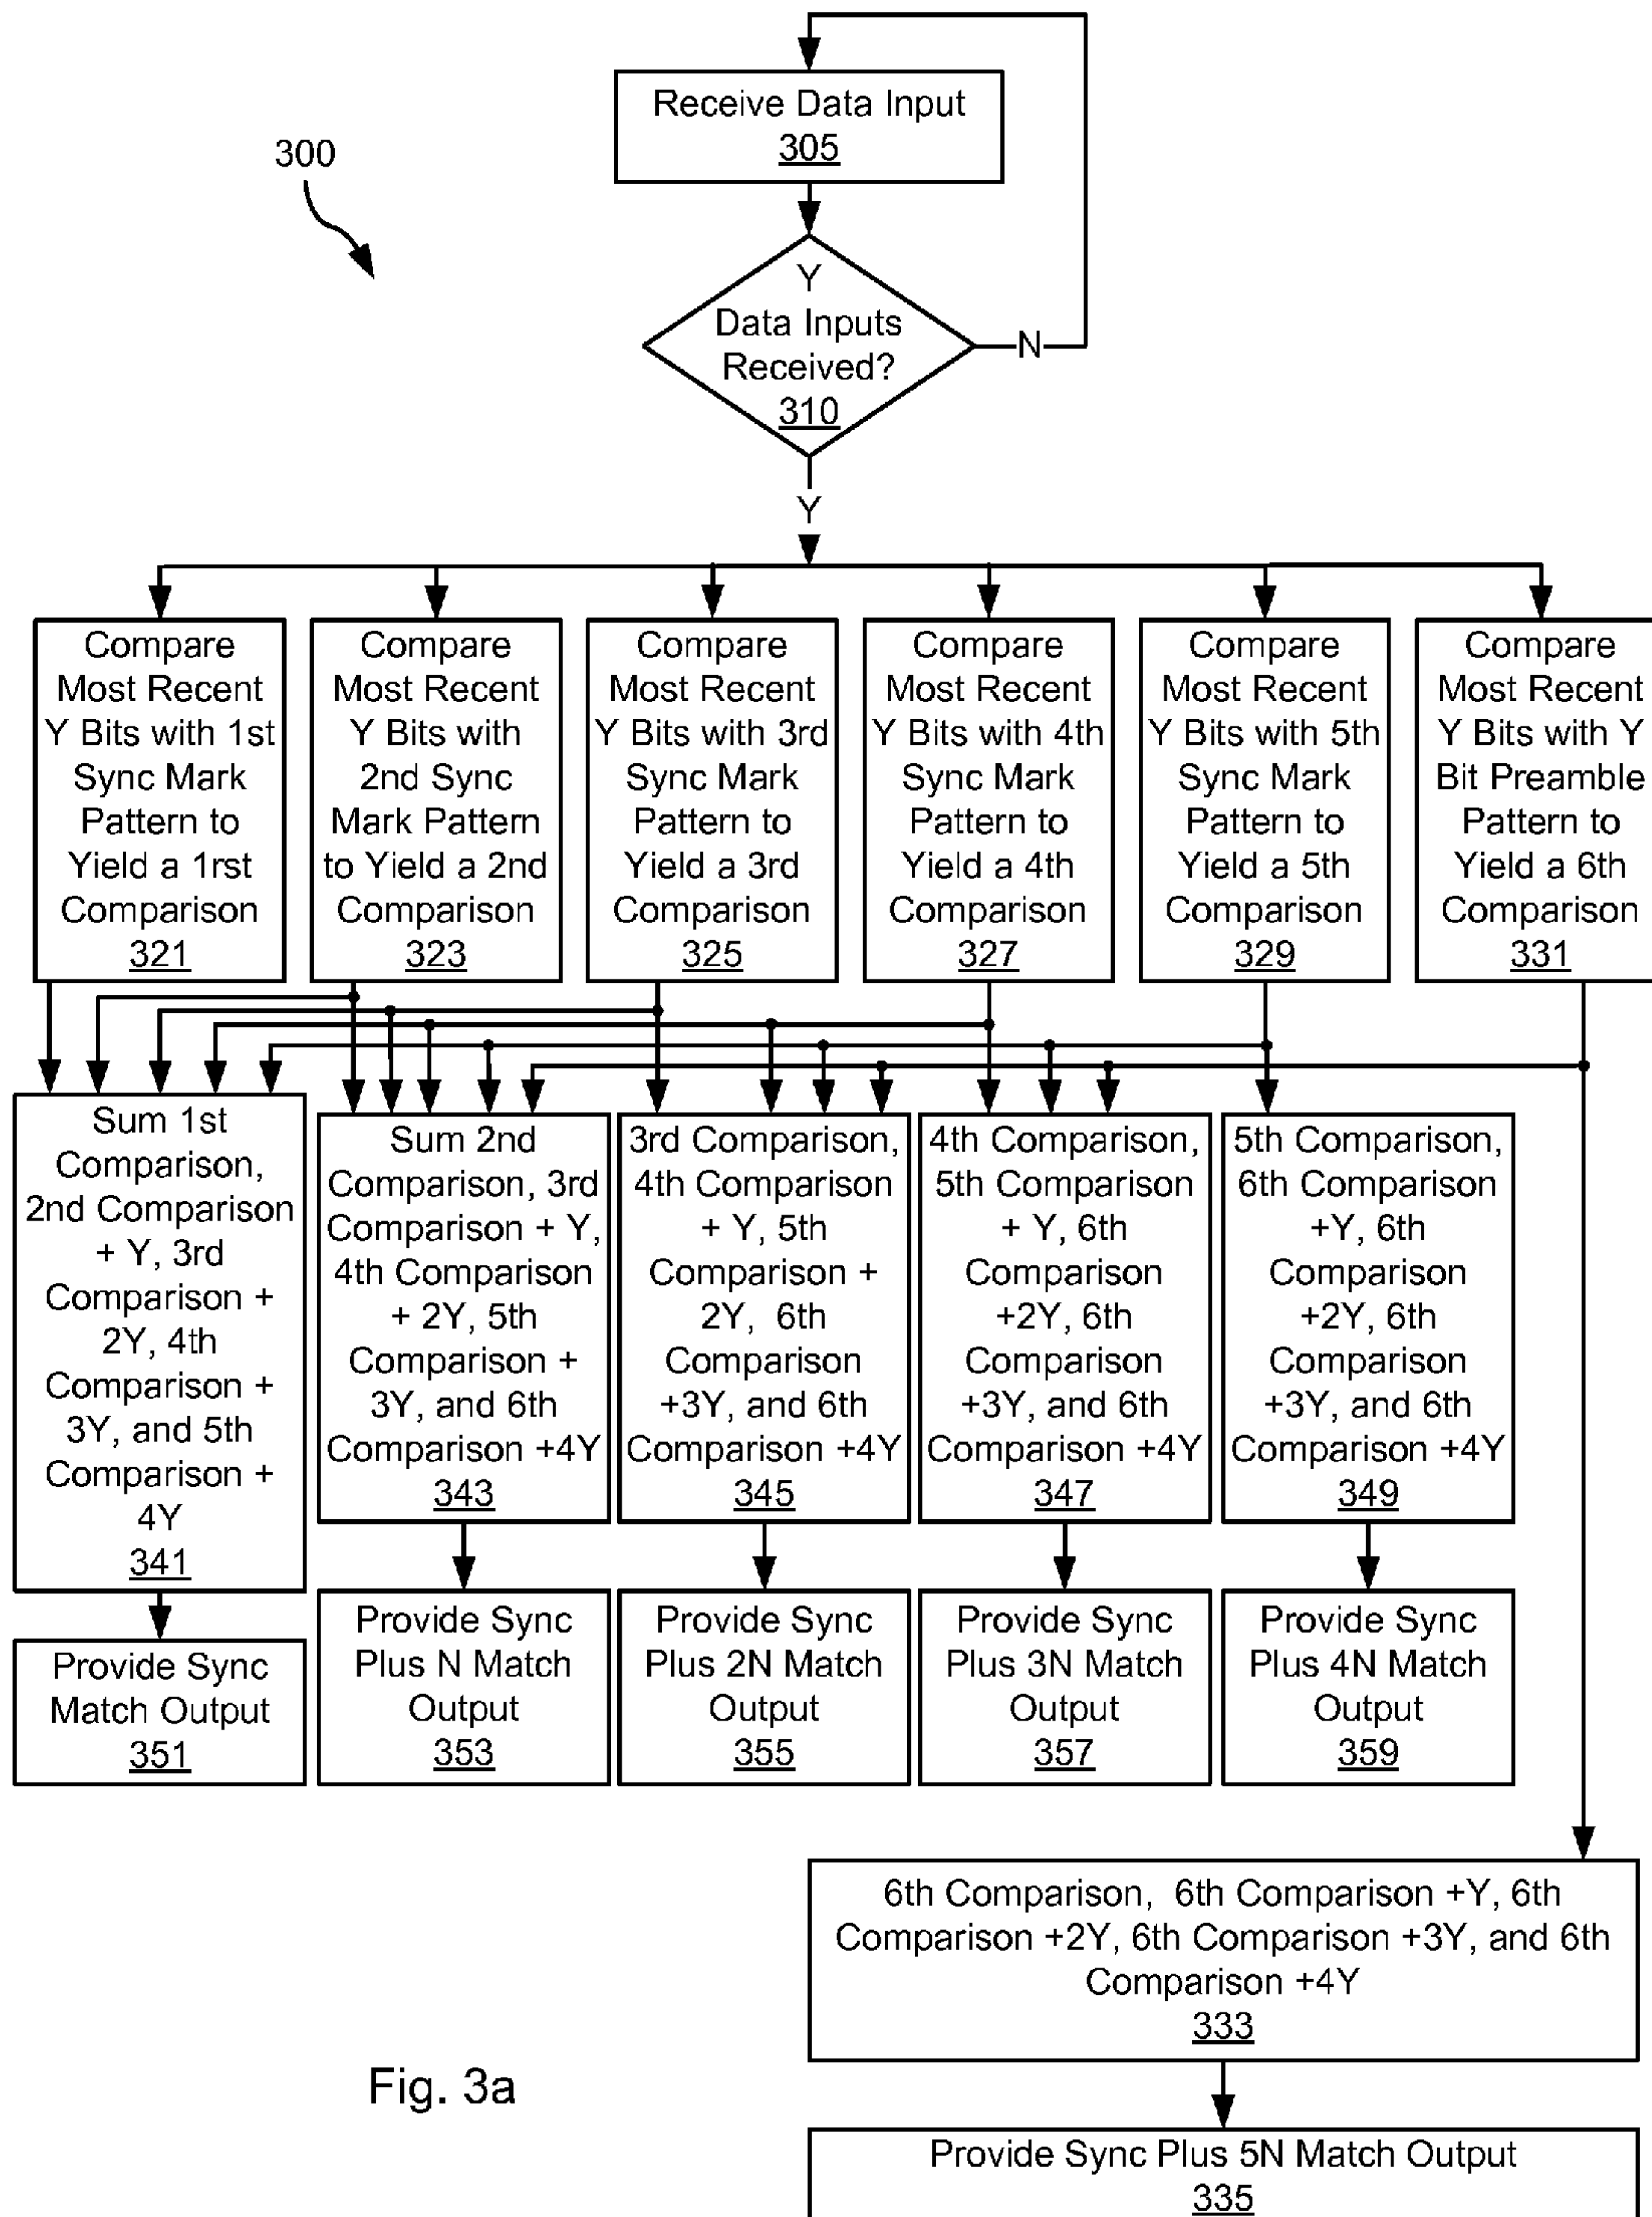 Receive Data Input
305
300
Y
Data Inputs
Received?
310
N
Y
Compare
Most Recent
Y Bits with 1st
Sync Mark
Pattern to
Yield a 1rst
Comparison
321
Compare
Most Recent
Y Bits with
2nd Sync
Mark Pattern
to Yield a 2nd
Comparison
323
Compare
Most Recent
Y Bits with 3rd
Sync Mark
Pattern to
Yield a 3rd
Comparison
325
Compare
Most Recent
Y Bits with 4th
Sync Mark
Pattern to
Yield a 4th
Comparison
327
Compare
Most Recent
Y Bits with 5th
Sync Mark
Pattern to
Yield a 5th
Comparison
329
Compare
Most Recent
Y Bits with Y
Bit Preamble
Pattern to
Yield a 6th
Comparison
331
Sum 1st
Comparison,
2nd Comparison
+ Y, 3rd
Comparison +
2Y, 4th
Comparison +
3Y, and 5th
Comparison +
4Y
341
Sum 2nd
Comparison, 3rd
Comparison + Y,
4th Comparison
+ 2Y, 5th
Comparison +
3Y, and 6th
Comparison +4Y
343
3rd Comparison,
4th Comparison
+ Y, 5th
Comparison +
2Y, 6th
Comparison
+3Y, and 6th
Comparison +4Y
345
4th Comparison,
5th Comparison
+ Y, 6th
Comparison
+2Y, 6th
Comparison
+3Y, and 6th
Comparison +4Y
347
5th Comparison,
6th Comparison
+Y, 6th
Comparison
+2Y, 6th
Comparison
+3Y, and 6th
Comparison +4Y
349
Provide Sync
Match Output
351
Provide Sync
Plus N Match
Output
353
Provide Sync
Plus 2N Match
Output
355
Provide Sync
Plus 3N Match
Output
357
Provide Sync
Plus 4N Match
Output
359
6th Comparison, 6th Comparison +Y, 6th
Comparison +2Y, 6th Comparison +3Y, and 6th
Comparison +4Y
333
Provide Sync Plus 5N Match Output
335
Fig. 3a